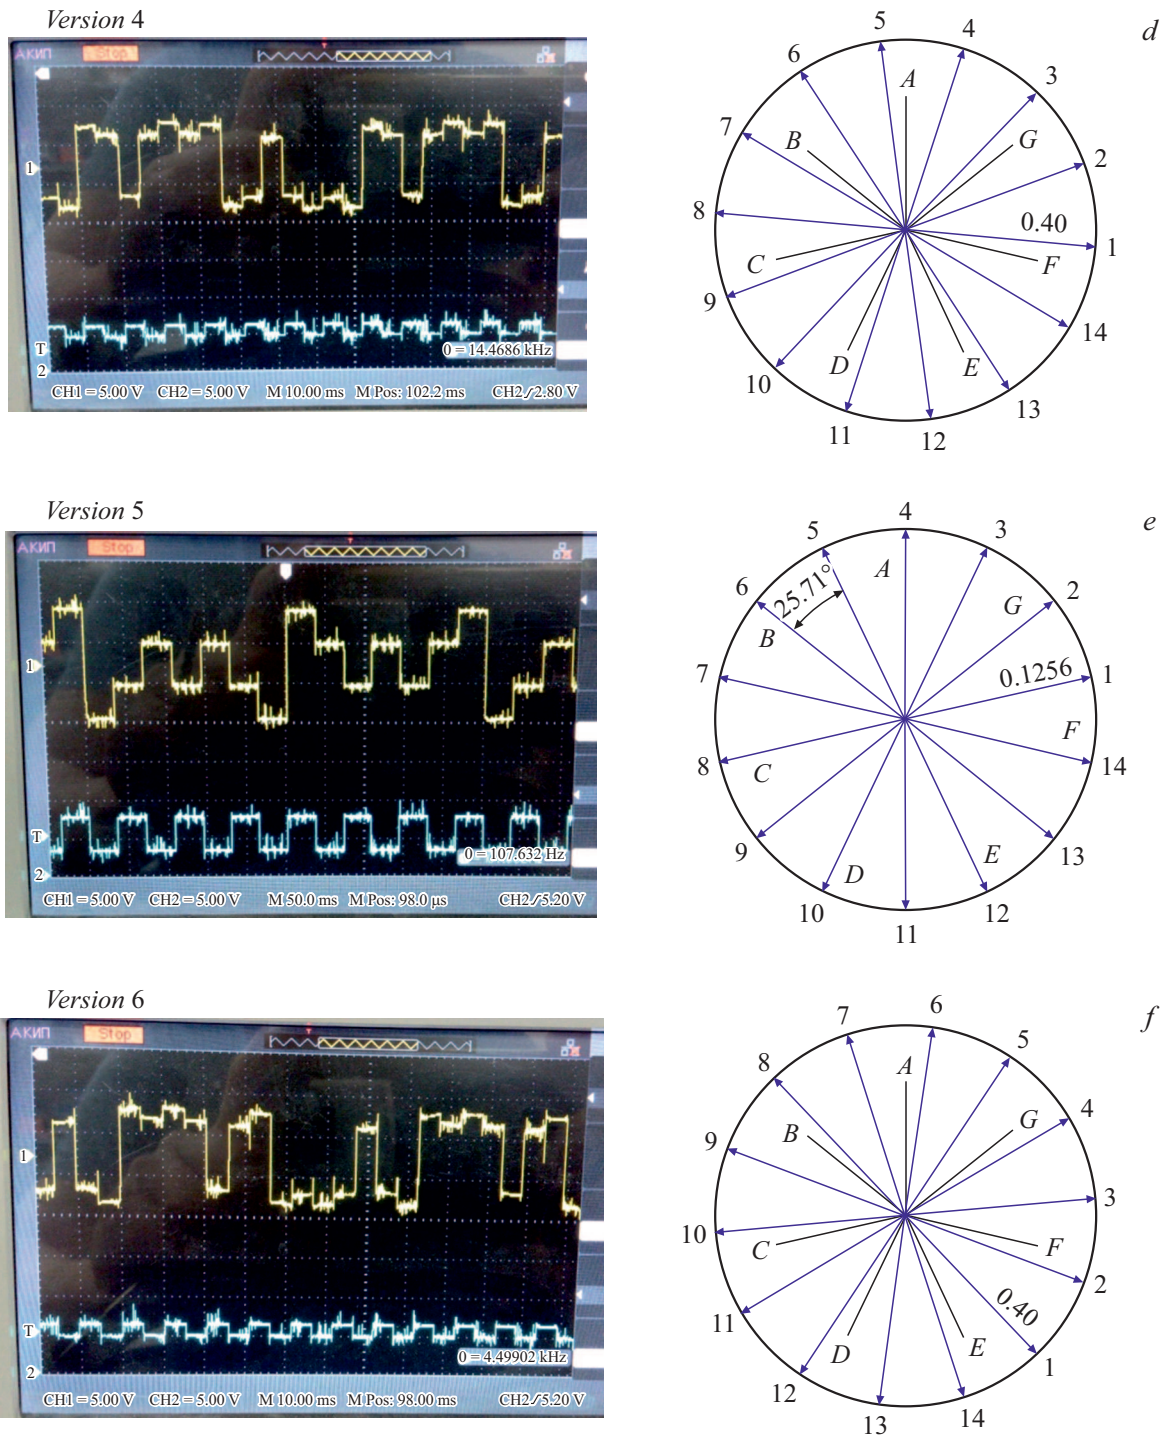 Version 4
АКИП Stop
1
T
2
0 = 14.4686 kHz
CH1 = 5.00 V CH2 = 5.00 V M 10.00 ms M Pos: 102.2 ms CH2 2.80 V
d
5 4
6 3
A
7 B G 2
8 0.40 1
C F
9 14
10 D E 13
11 12
Version 5
АКИП Stop
1
T
2
0 = 107.632 Hz
CH1 = 5.00 V CH2 = 5.00 V M 50.0 ms M Pos: 98.0 µs CH2 5.20 V
e
4
5 3
A
6 25.71° G 2
B
7 0.1256 1
F
8 C 14
9 D E 13
10 12
11
Version 6
АКИП Stop
1
T
2
0 = 4.49902 kHz
CH1 = 5.00 V CH2 = 5.00 V M 10.00 ms M Pos: 98.00 ms CH2 5.20 V
f
7 6
8 5
A
9 B G 4
3
10 C F
2
11 0.40
D E 1
12 14
13